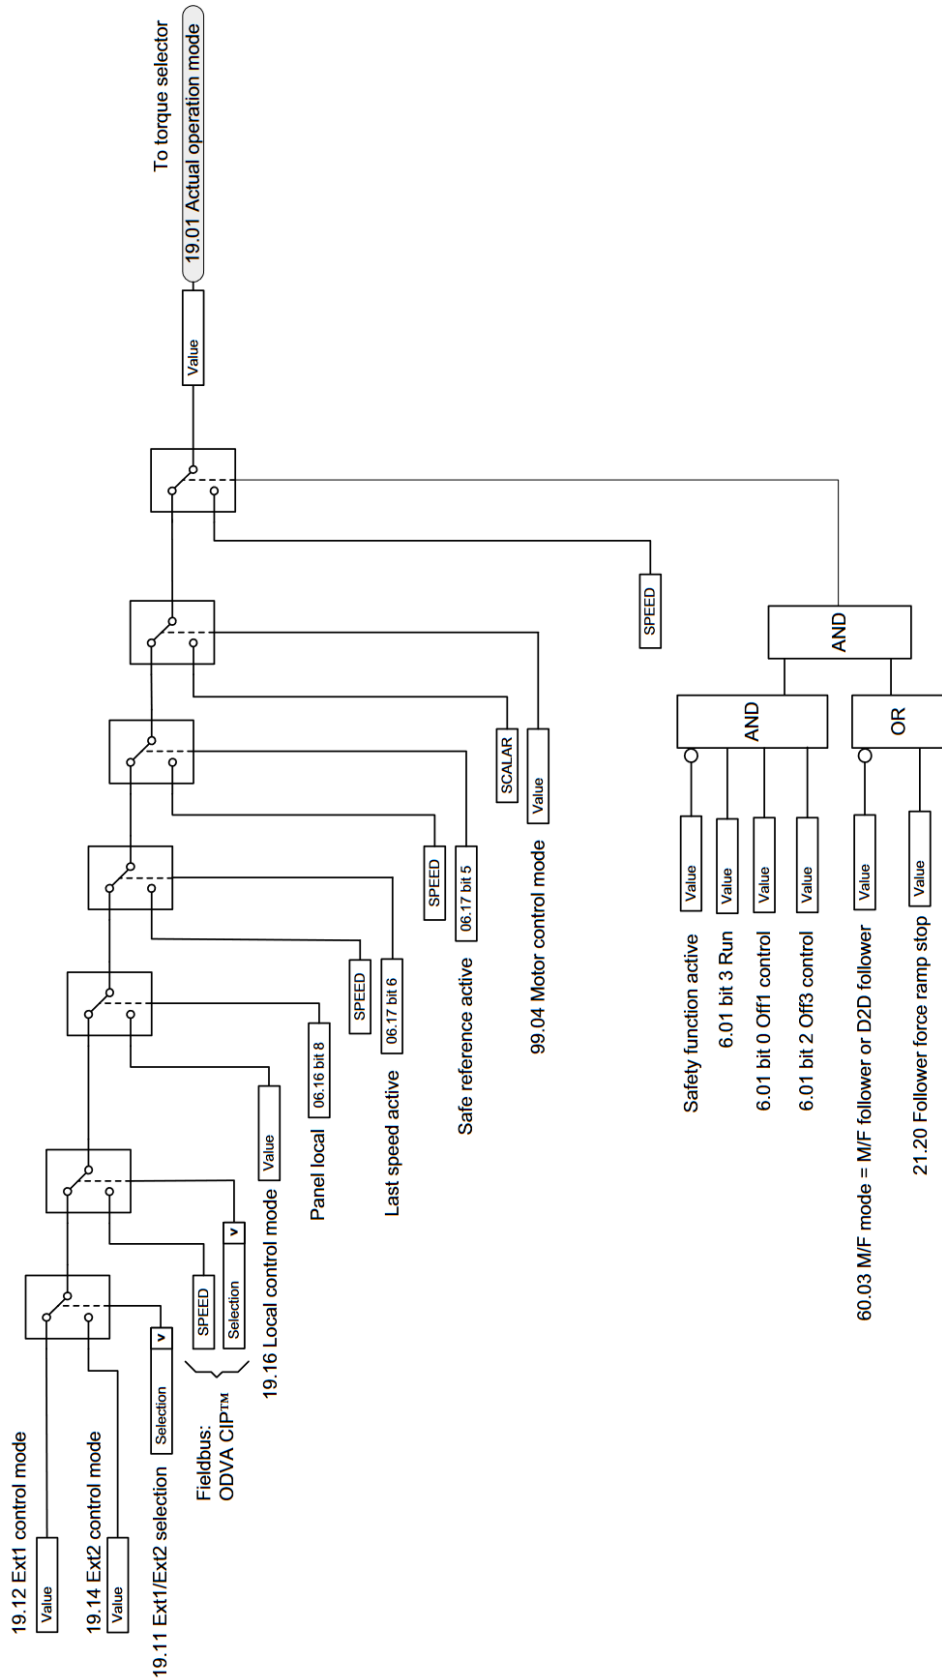 19.12 Ext1 control mode
Value
19.14 Ext2 control mode
Value
19.11 Ext1/Ext2 selection
Selection
v
Fieldbus:
ODVA CIP™
SPEED
Selection
v
19.16 Local control mode
Value
Panel local
06.16 bit 8
SPEED
Last speed active
06.17 bit 6
SPEED
Safe reference active
06.17 bit 5
SCALAR
99.04 Motor control mode
Value
SPEED
Safety function active
Value
6.01 bit 3 Run
Value
6.01 bit 0 Off1 control
Value
6.01 bit 2 Off3 control
Value
AND
60.03 M/F mode = M/F follower or D2D follower
Value
21.20 Follower force ramp stop
Value
OR
AND
Value
To torque selector
19.01 Actual operation mode